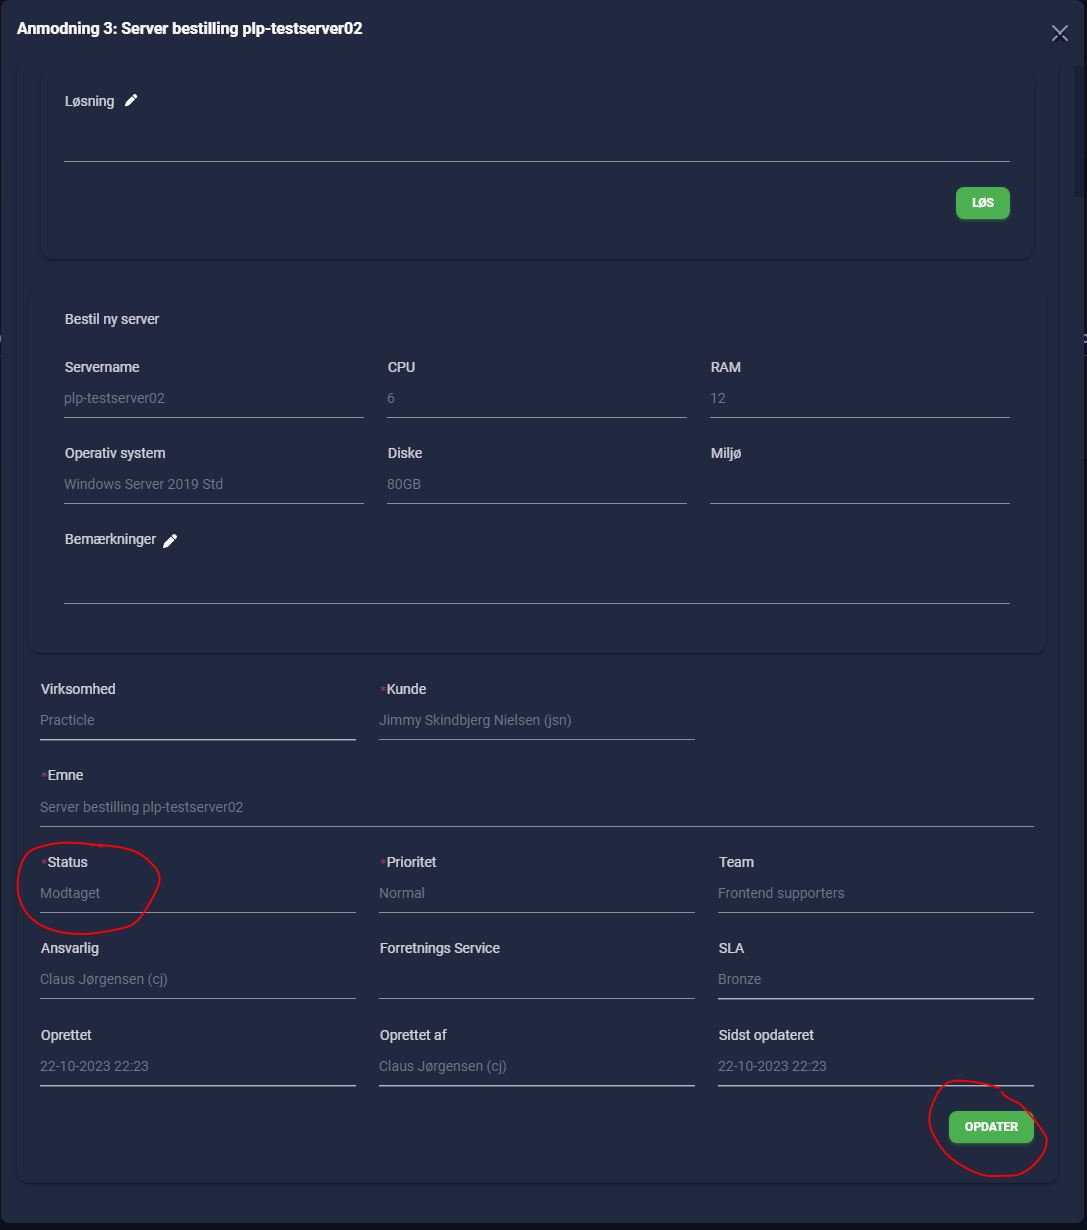 Anmodning 3: Server bestilling plp-testserver02
Løsning
LØS
Bestil ny server
Servername CPU RAM
plp-testserver02 6 12
Operativ system Diske Miljø
Windows Server 2019 Std 80GB
Bemærkninger
Virksomhed *Kunde
Practicle Jimmy Skindbjerg Nielsen (jsn)
*Emne
Server bestilling plp-testserver02
*Status *Prioritet Team
Modtaget Normal Frontend supporters
Ansvarlig Forretnings Service SLA
Claus Jørgensen (cj) Bronze
Oprettet Oprettet af Sidst opdateret
22-10-2023 22:23 Claus Jørgensen (cj) 22-10-2023 22:23
OPDATER